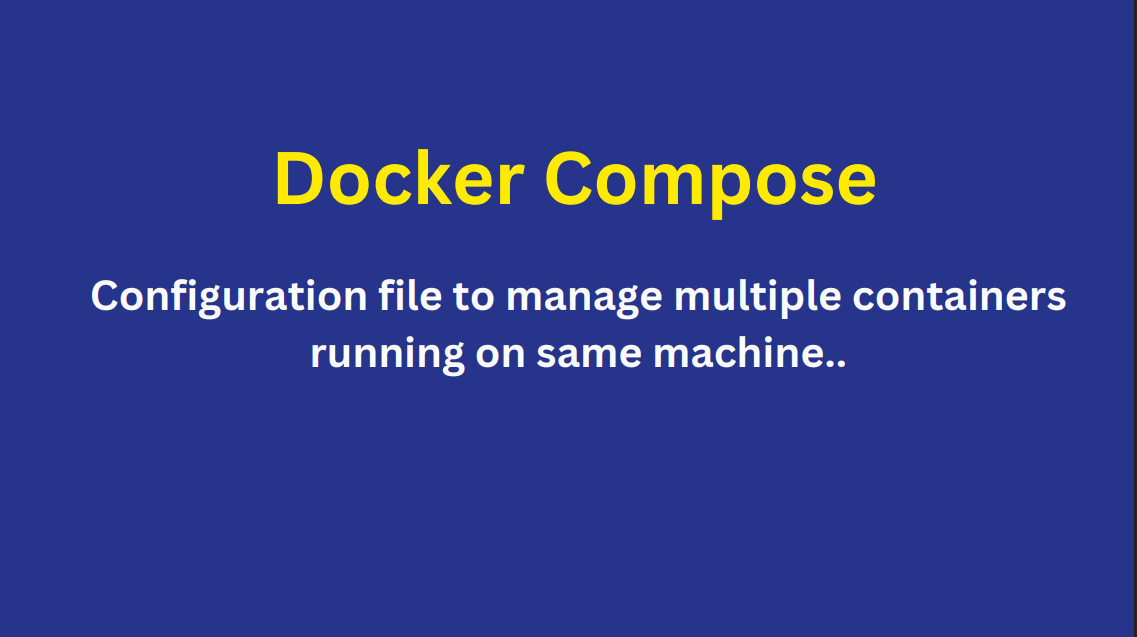 Docker Compose
Configuration file to manage multiple containers
running on same machine..